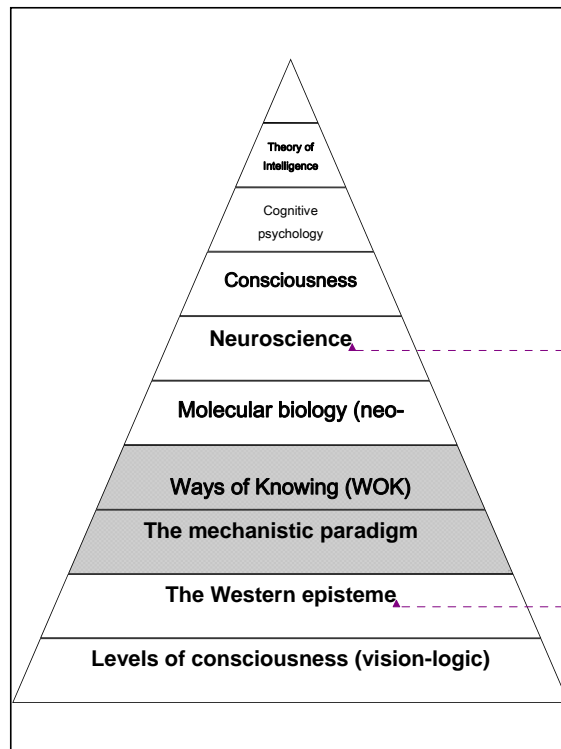 Theory of
Intelligence
Cognitive
psychology
Consciousness
Neuroscience
Molecular biology (neo-
Ways of Knowing (WOK)
The mechanistic paradigm
The Western episteme
Levels of consciousness (vision-logic)